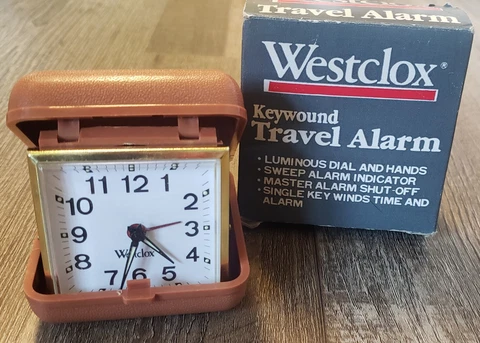 Travel Alarm
Westclox®
Keywound
Travel Alarm
• LUMINOUS DIAL AND HANDS
• SWEEP ALARM INDICATOR
• MASTER ALARM SHUT-OFF
• SINGLE KEY WINDS TIME AND
ALARM
11 12 1
10 2
9 3
Westclox
8 4
7 6 5